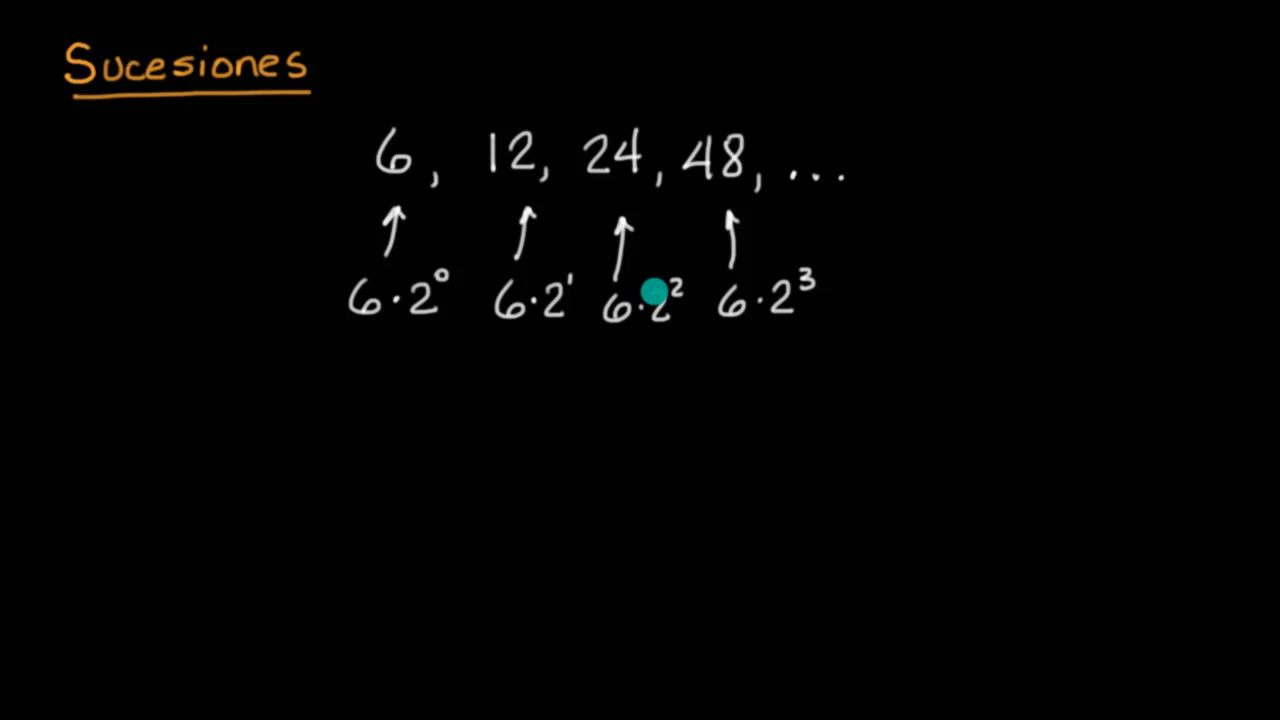 Sucesiones
6, 12, 24, 48, ...
6·2⁰ 6·2¹ 6·2² 6·2³